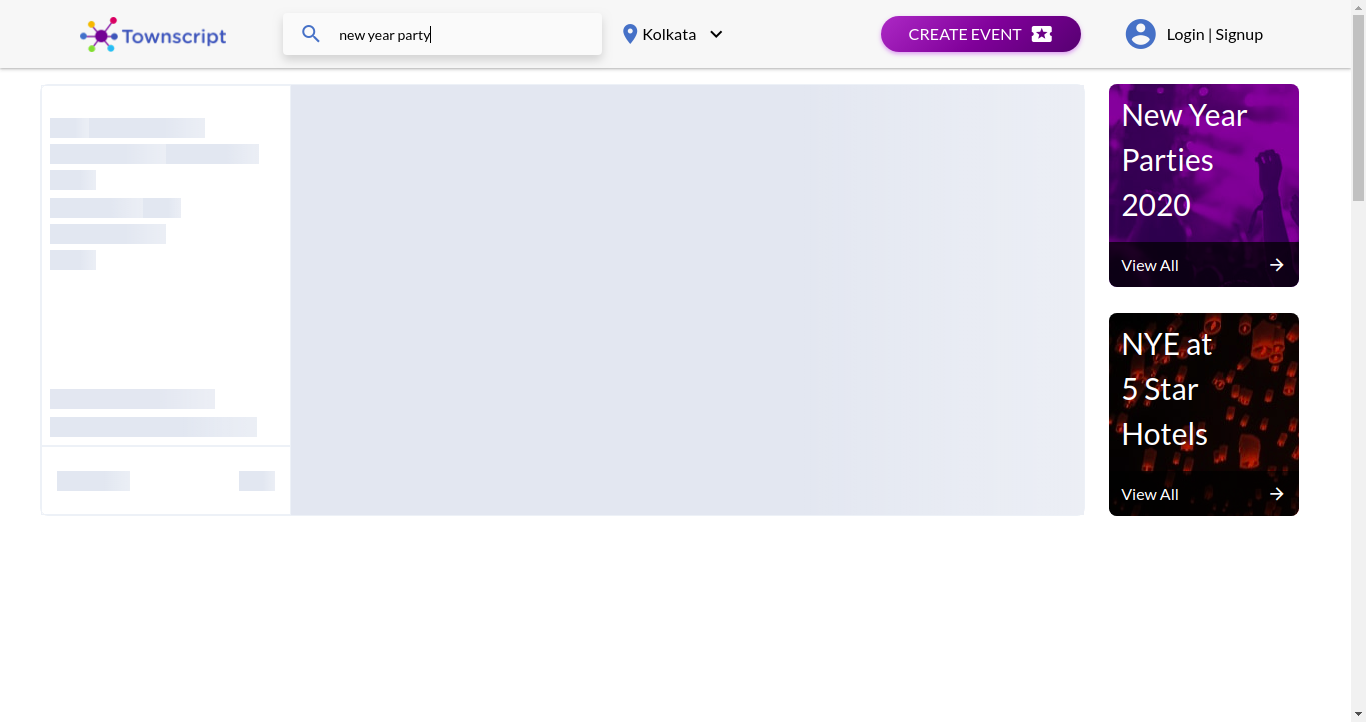 Townscript
new year party
Kolkata
CREATE EVENT
Login | Signup
New Year
Parties
2020
View All
NYE at
5 Star
Hotels
View All